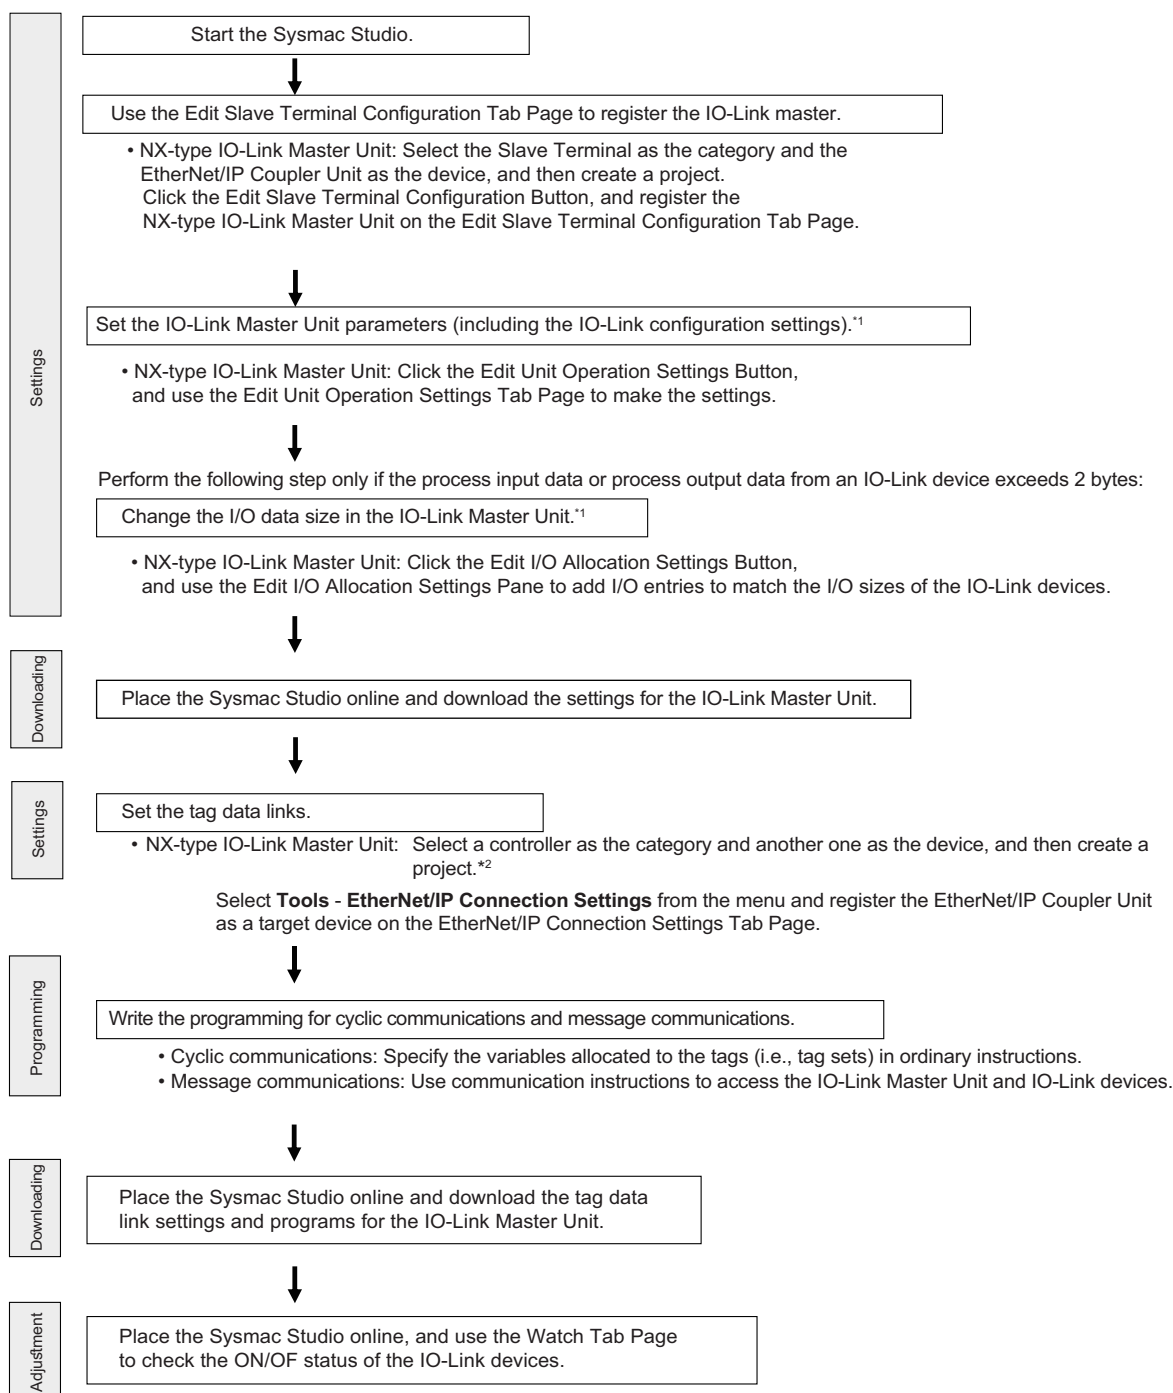 Settings
Start the Sysmac Studio.
Use the Edit Slave Terminal Configuration Tab Page to register the IO-Link master.
• NX-type IO-Link Master Unit: Select the Slave Terminal as the category and the
EtherNet/IP Coupler Unit as the device, and then create a project.
Click the Edit Slave Terminal Configuration Button, and register the
NX-type IO-Link Master Unit on the Edit Slave Terminal Configuration Tab Page.
Set the IO-Link Master Unit parameters (including the IO-Link configuration settings).*1
• NX-type IO-Link Master Unit: Click the Edit Unit Operation Settings Button,
and use the Edit Unit Operation Settings Tab Page to make the settings.
Perform the following step only if the process input data or process output data from an IO-Link device exceeds 2 bytes:
Change the I/O data size in the IO-Link Master Unit.*1
• NX-type IO-Link Master Unit: Click the Edit I/O Allocation Settings Button,
and use the Edit I/O Allocation Settings Pane to add I/O entries to match the I/O sizes of the IO-Link devices.
Downloading
Place the Sysmac Studio online and download the settings for the IO-Link Master Unit.
Settings
Set the tag data links.
• NX-type IO-Link Master Unit: Select a controller as the category and another one as the device, and then create a
project.*2
Select Tools - EtherNet/IP Connection Settings from the menu and register the EtherNet/IP Coupler Unit
as a target device on the EtherNet/IP Connection Settings Tab Page.
Programming
Write the programming for cyclic communications and message communications.
• Cyclic communications: Specify the variables allocated to the tags (i.e., tag sets) in ordinary instructions.
• Message communications: Use communication instructions to access the IO-Link Master Unit and IO-Link devices.
Downloading
Place the Sysmac Studio online and download the tag data
link settings and programs for the IO-Link Master Unit.
Adjustment
Place the Sysmac Studio online, and use the Watch Tab Page
to check the ON/OF status of the IO-Link devices.